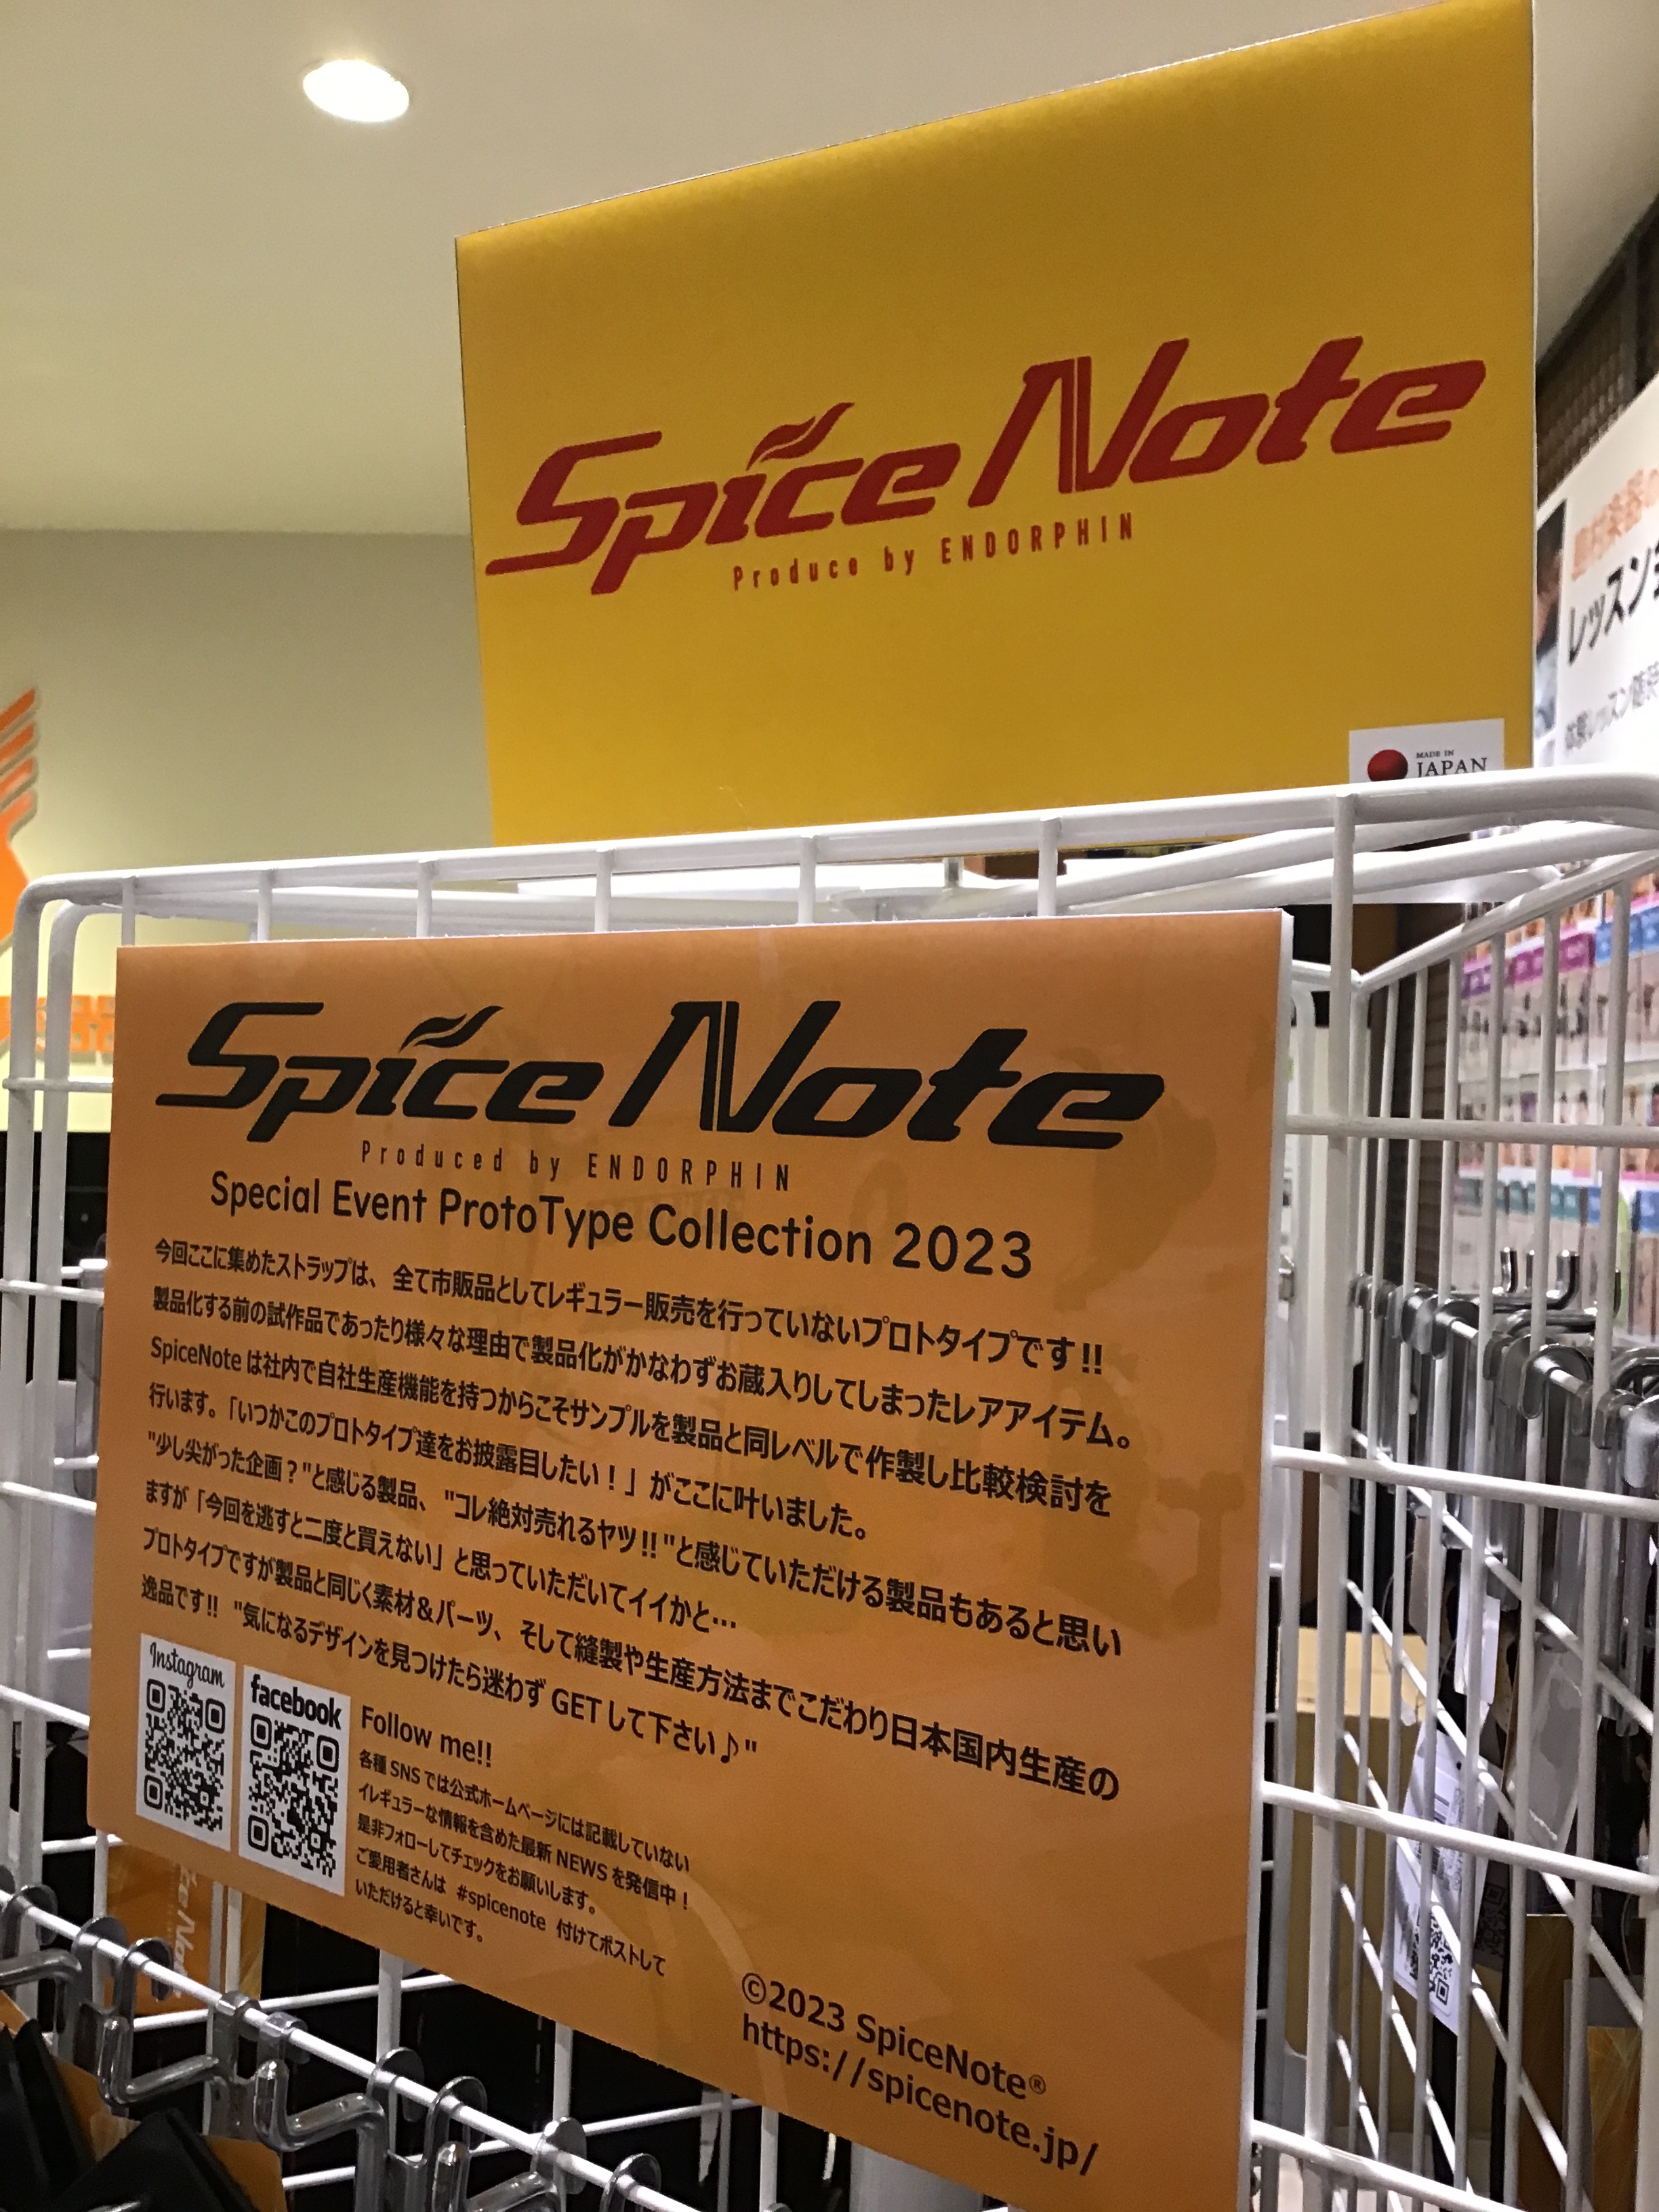 Spice Note
Produce by ENDORPHIN
MADE IN
JAPAN
レッスン
Spice Note
Produced by ENDORPHIN
Special Event ProtoType Collection 2023
今回ここに集めたストラップは、全て市販品としてレギュラー販売を行っていないプロトタイプです!!
製品化する前の試作品であったり様々な理由で製品化がかなわずお蔵入りしてしまったレアアイテム。
SpiceNoteは社内で自社生産機能を持つからこそサンプルを製品と同レベルで作製し比較検討を
行います。「いつかこのプロトタイプ達をお披露目したい！」がここに叶いました。
"少し尖がった企画？"と感じる製品、"コレ絶対売れるヤツ!!"と感じていただける製品もあると思い
ますが「今回を逃すと二度と買えない」と思っていただいてイイかと…
プロトタイプですが製品と同じく素材＆パーツ、そして縫製や生産方法までこだわり日本国内生産の
逸品です!! "気になるデザインを見つけたら迷わず GET して下さい♪"
Instagram
facebook
Follow me!!
各種 SNS では公式ホームページには記載していない
イレギュラーな情報を含めた最新 NEWS を発信中！
是非フォローしてチェックをお願いします。
ご愛用者さんは #spicenote 付けてポストして
いただけると幸いです。
©2023 SpiceNote®
https://spicenote.jp/